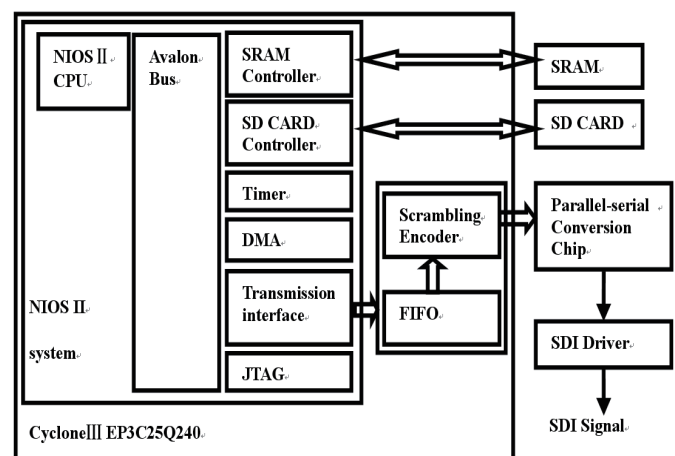 NIOS Ⅱ
CPU
Avalon
Bus
SRAM
Controller
SD CARD
Controller
Timer
DMA
Transmission
interface
JTAG
NIOS II
system
CycloneⅢ EP3C25Q240
Scrambling
Encoder
FIFO
SRAM
SD CARD
Parallel-serial
Conversion
Chip
SDI Driver
SDI Signal